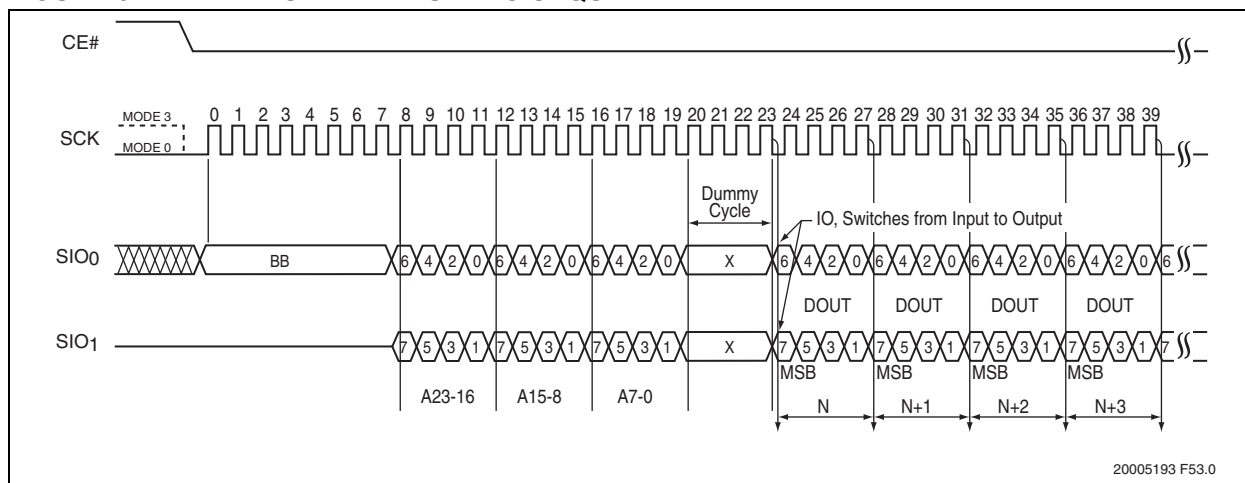 CE#
MODE 3
0 1 2 3 4 5 6 7 8 9 10 11 12 13 14 15 16 17 18 19 20 21 22 23 24 25 26 27 28 29 30 31 32 33 34 35 36 37 38 39
SCK
MODE 0
Dummy
Cycle
IO, Switches from Input to Output
SIO0 BB 6 4 2 0 6 4 2 0 6 4 2 0 X 6 4 2 0 6 4 2 0 6 4 2 0 6 4 2 0 6
DOUT DOUT DOUT DOUT
SIO1 7 5 3 1 7 5 3 1 7 5 3 1 X 7 5 3 1 7 5 3 1 7 5 3 1 7 5 3 1 7
MSB MSB MSB MSB
A23-16 A15-8 A7-0 N N+1 N+2 N+3
20005193 F53.0